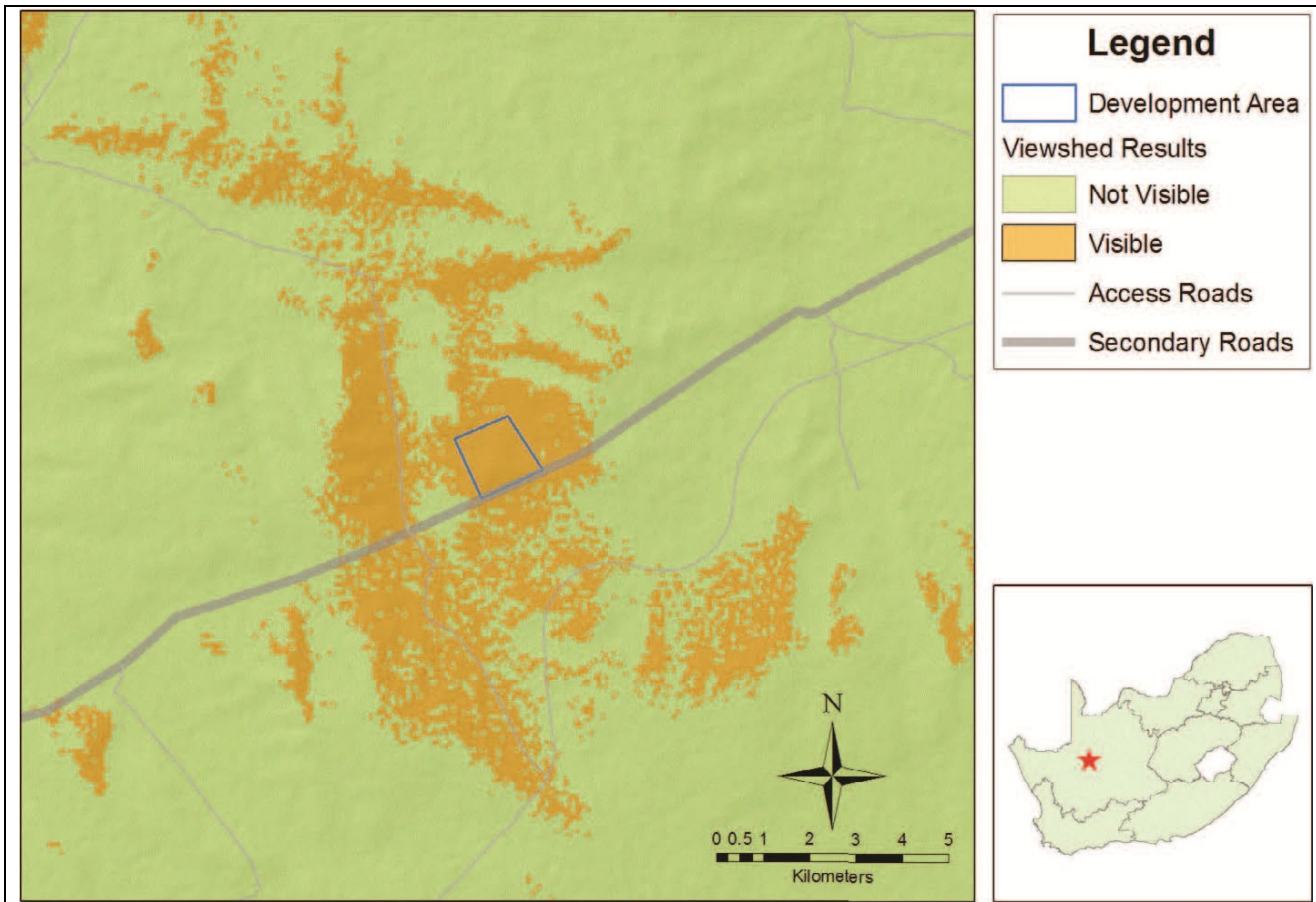 Legend
Development Area
Viewshed Results
Not Visible
Visible
Access Roads
Secondary Roads
N
0 0.5 1 2 3 4 5
Kilometers